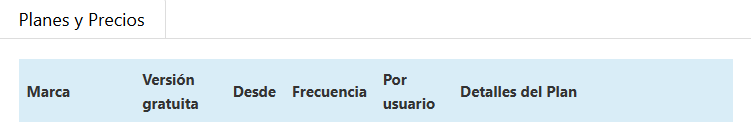 Planes y Precios
Marca Versión gratuita Desde Frecuencia Por usuario Detalles del Plan